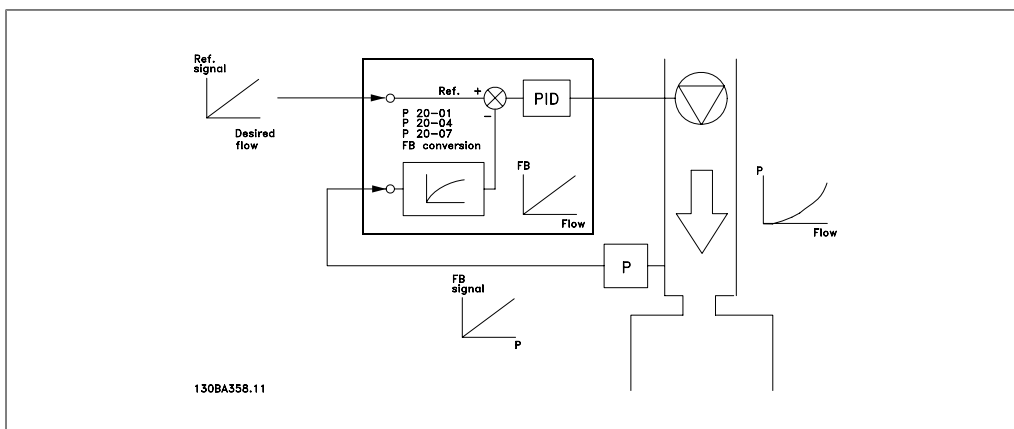 Ref.
signal
Desired
flow
Ref.
+
−
P 20-01
P 20-04
P 20-07
FB conversion
PID
FB
Flow
P
Flow
P
FB
signal
P
130BA358.11